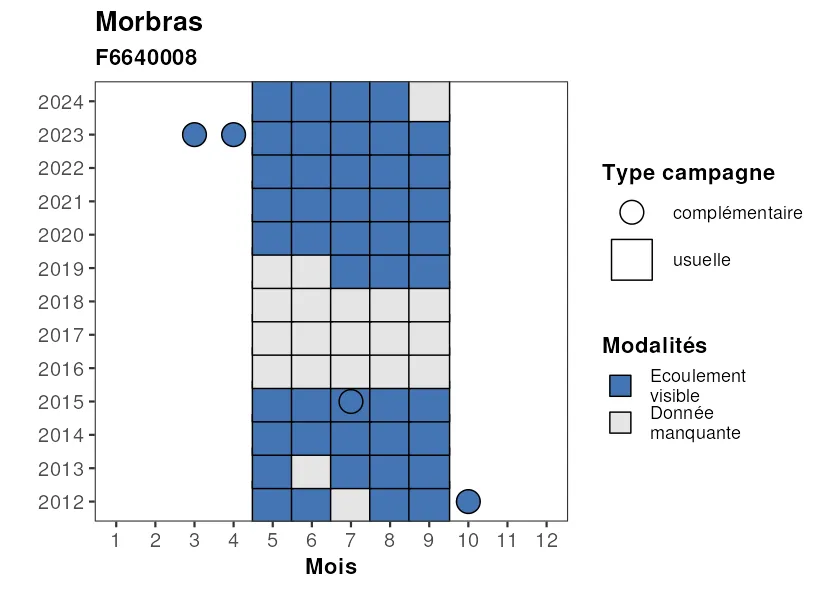 Morbras
F6640008
2024
2023
2022
2021
2020
2019
2018
2017
2016
2015
2014
2013
2012
1 2 3 4 5 6 7 8 9 10 11 12
Mois
Type campagne
complémentaire
usuelle
Modalités
Ecoulement
visible
Donnée
manquante